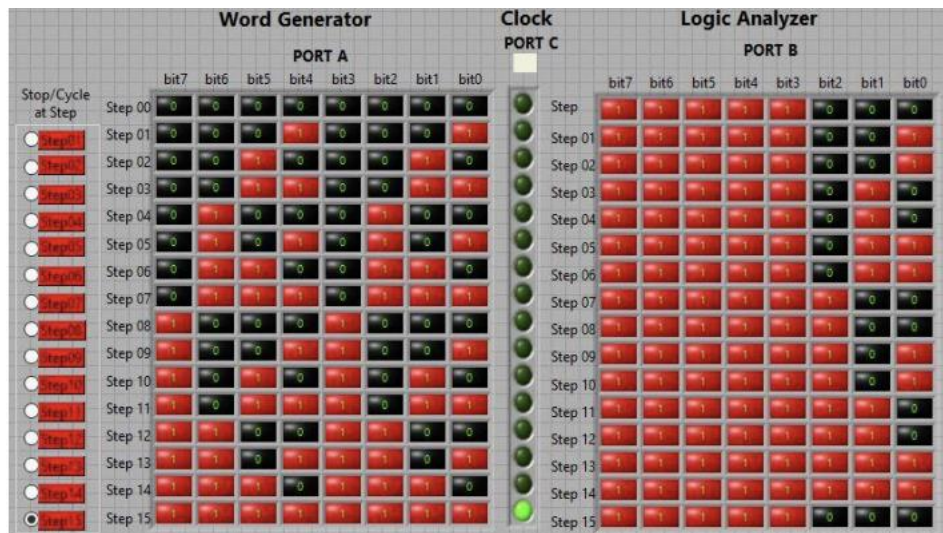 Word Generator Clock Logic Analyzer
PORT A PORT C PORT B
bit7 bit6 bit5 bit4 bit3 bit2 bit1 bit0 bit7 bit6 bit5 bit4 bit3 bit2 bit1 bit0
Stop/Cycle
at Step
Step 00 0 0 0 0 0 0 0 0 Step 1 1 1 1 1 0 0 0
Step01 Step 01 0 0 0 1 0 0 0 1 Step 01 1 1 1 1 1 0 0 1
Step02 Step 02 0 0 1 0 0 0 1 0 Step 02 1 1 1 1 1 0 0 1
Step03 Step 03 0 0 1 1 0 0 1 1 Step 03 1 1 1 1 1 0 1 0
Step04 Step 04 0 1 0 0 0 1 0 0 Step 04 1 1 1 1 1 0 1 0
Step05 Step 05 0 1 0 1 0 1 0 1 Step 05 1 1 1 1 1 0 1 1
Step06 Step 06 0 1 1 0 0 1 1 0 Step 06 1 1 1 1 1 0 1 1
Step07 Step 07 0 1 1 1 0 1 1 1 Step 07 1 1 1 1 1 1 0 0
Step08 Step 08 1 0 0 0 1 0 0 0 Step 08 1 1 1 1 1 1 0 0
Step09 Step 09 1 0 0 1 1 0 0 1 Step 09 1 1 1 1 1 1 0 1
Step10 Step 10 1 0 1 0 1 0 1 0 Step 10 1 1 1 1 1 1 0 1
Step11 Step 11 1 0 1 1 1 0 1 1 Step 11 1 1 1 1 1 1 1 0
Step12 Step 12 1 1 0 0 1 1 0 0 Step 12 1 1 1 1 1 1 1 0
Step13 Step 13 1 1 0 1 1 1 0 1 Step 13 1 1 1 1 1 1 1 1
Step14 Step 14 1 1 1 0 1 1 1 0 Step 14 1 1 1 1 1 1 1 1
Step15 Step 15 1 1 1 1 1 1 1 1 Step 15 1 1 1 1 1 0 0 0